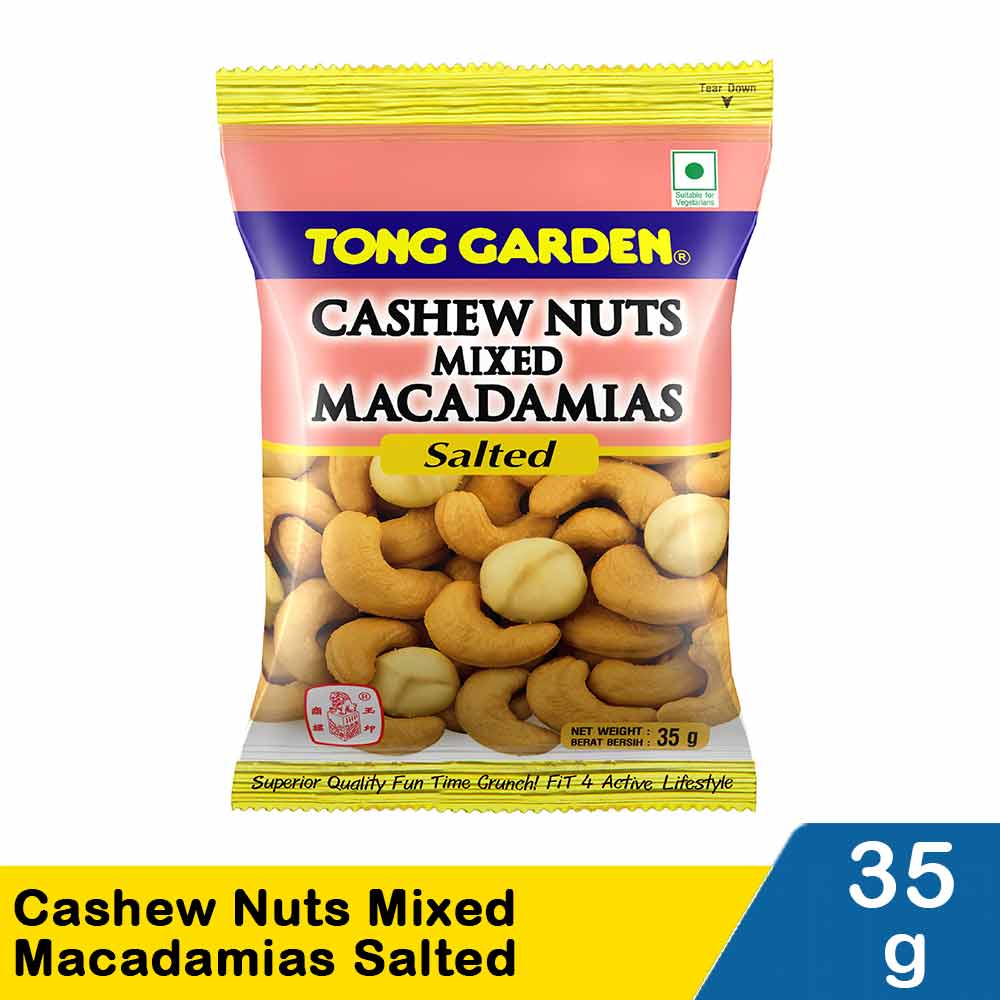 Tear Down
Suitable for
Vegetarians
TONG GARDEN®
CASHEW NUTS
MIXED
MACADAMIAS
Salted
NET WEIGHT :
BERAT BERSIH : 35 g
Superior Quality Fun Time Crunch! FiT 4 Active Lifestyle
Cashew Nuts Mixed
Macadamias Salted
35
g